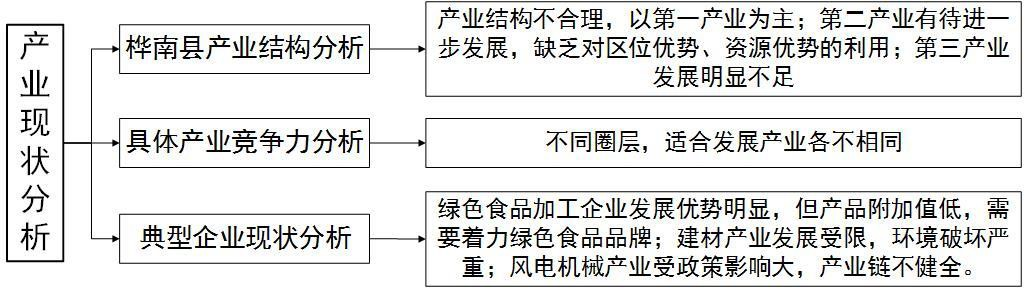 产业现状分析
桦南县产业结构分析
产业结构不合理，以第一产业为主；第二产业有待进一
步发展，缺乏对区位优势、资源优势的利用；第三产业
发展明显不足
具体产业竞争力分析
不同圈层，适合发展产业各不相同
典型企业现状分析
绿色食品加工企业发展优势明显，但产品附加值低，需
要着力绿色食品品牌；建材产业发展受限，环境破坏严
重；风电机械产业受政策影响大，产业链不健全。